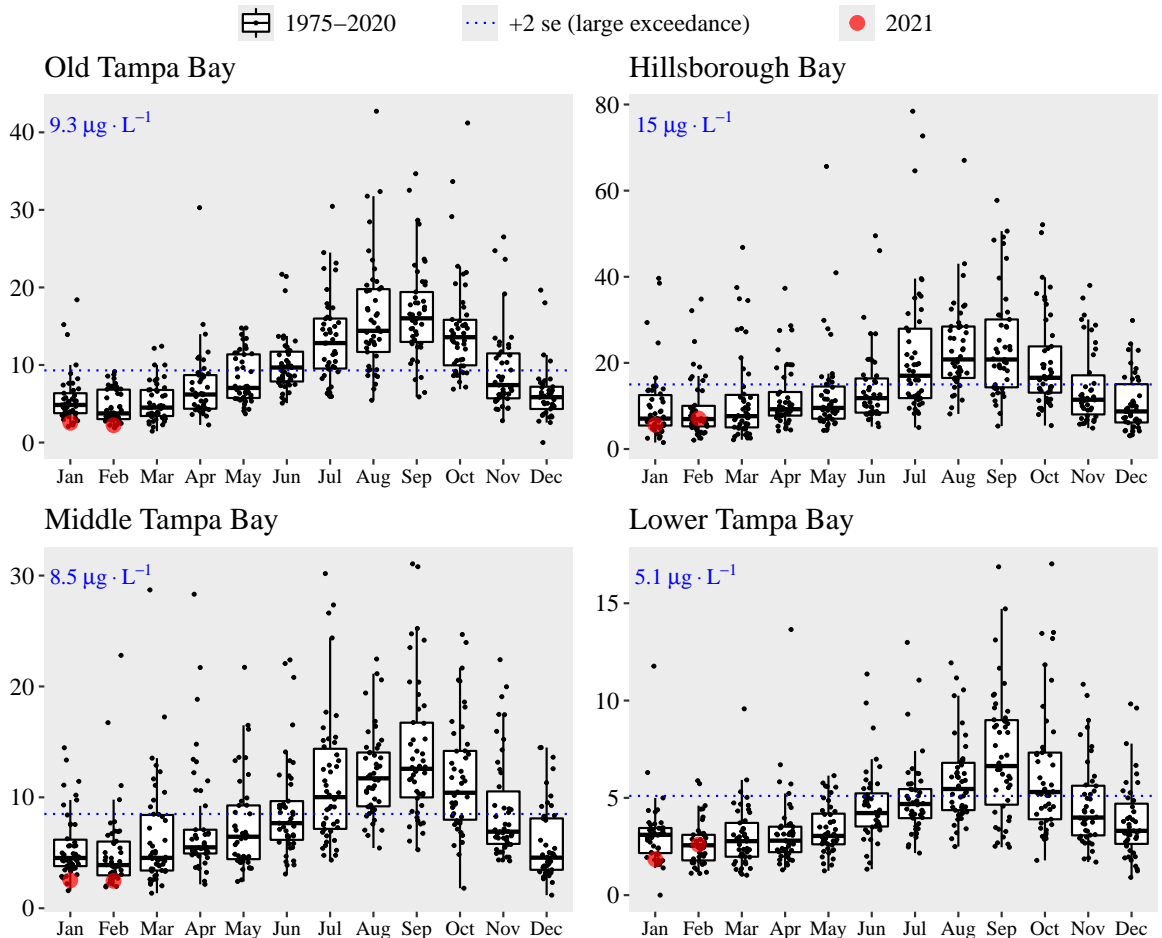 1975–2020 +2 se (large exceedance) 2021
Old Tampa Bay
9.3 μg · L⁻¹
40
30
20
10
0
Jan Feb Mar Apr May Jun Jul Aug Sep Oct Nov Dec
Hillsborough Bay
15 μg · L⁻¹
80
60
40
20
0
Jan Feb Mar Apr May Jun Jul Aug Sep Oct Nov Dec
Middle Tampa Bay
8.5 μg · L⁻¹
30
20
10
0
Jan Feb Mar Apr May Jun Jul Aug Sep Oct Nov Dec
Lower Tampa Bay
5.1 μg · L⁻¹
15
10
5
0
Jan Feb Mar Apr May Jun Jul Aug Sep Oct Nov Dec